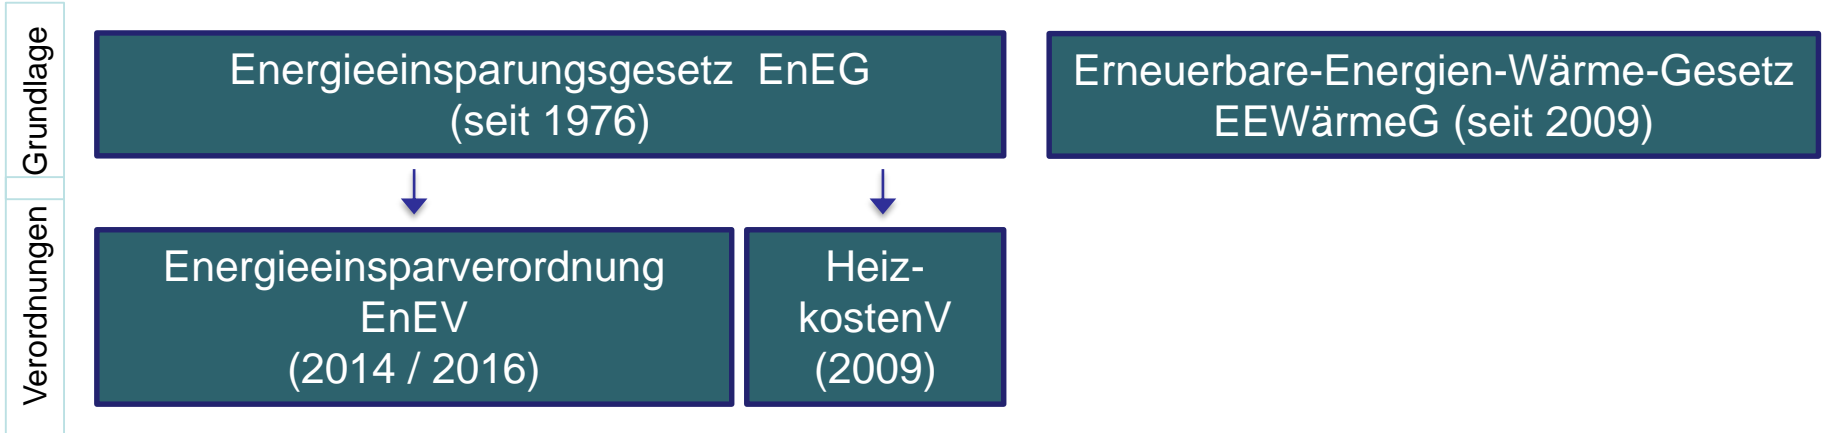 Grundlage
Energieeinsparungsgesetz EnEG
(seit 1976)
Erneuerbare-Energien-Wärme-Gesetz
EEWärmeG (seit 2009)
Verordnungen
Energieeinsparverordnung
EnEV
(2014 / 2016)
Heiz-
kostenV
(2009)